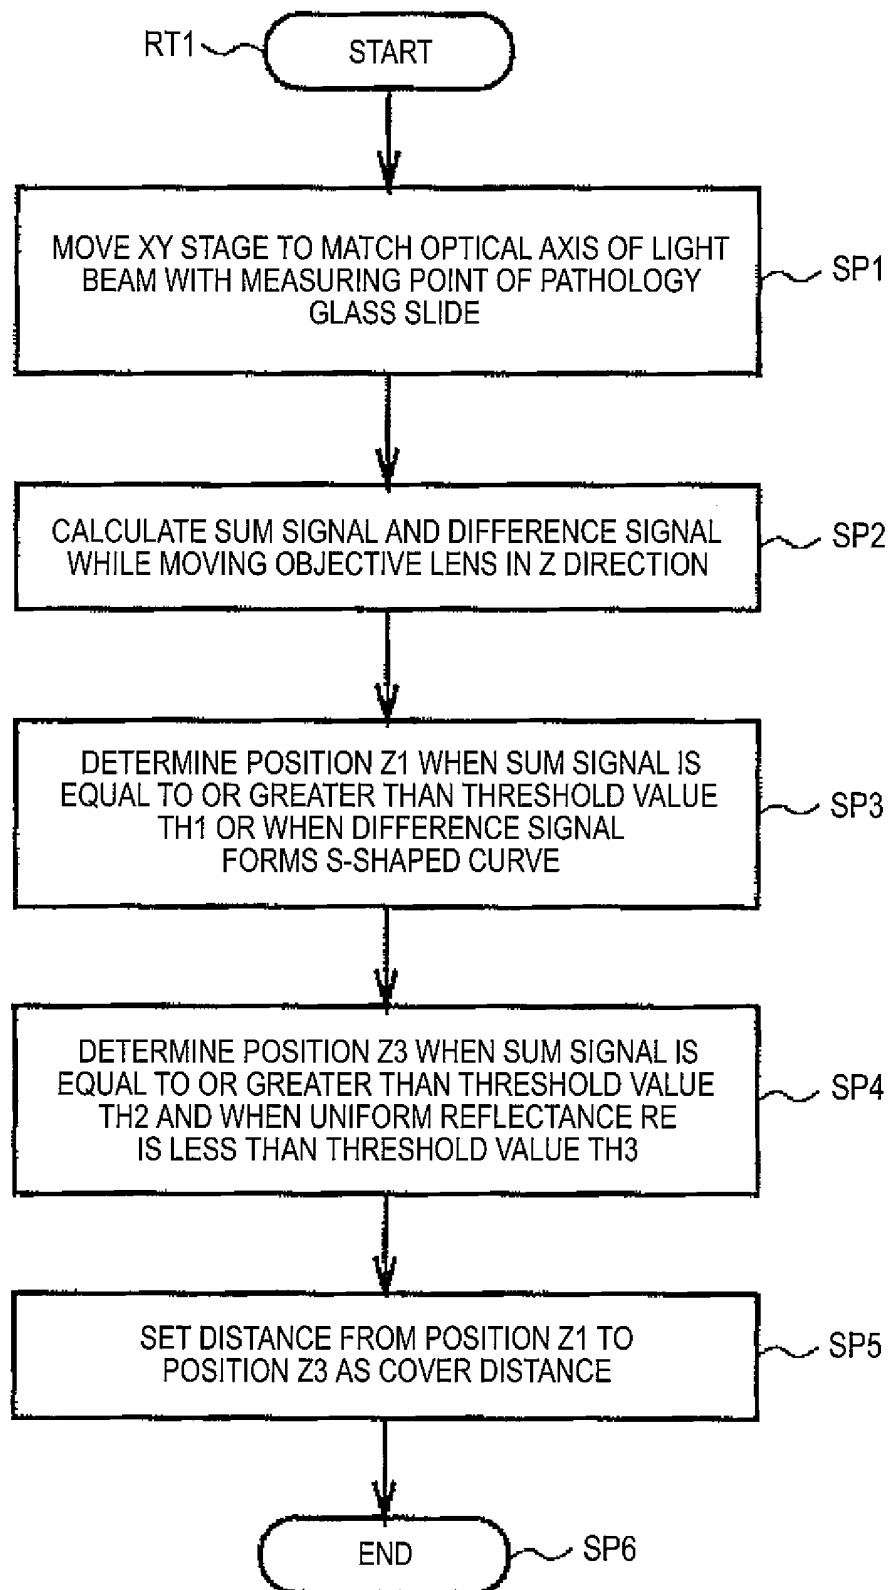 RT1
START
MOVE XY STAGE TO MATCH OPTICAL AXIS OF LIGHT
BEAM WITH MEASURING POINT OF PATHOLOGY
GLASS SLIDE
SP1
CALCULATE SUM SIGNAL AND DIFFERENCE SIGNAL
WHILE MOVING OBJECTIVE LENS IN Z DIRECTION
SP2
DETERMINE POSITION Z1 WHEN SUM SIGNAL IS
EQUAL TO OR GREATER THAN THRESHOLD VALUE
TH1 OR WHEN DIFFERENCE SIGNAL
FORMS S-SHAPED CURVE
SP3
DETERMINE POSITION Z3 WHEN SUM SIGNAL IS
EQUAL TO OR GREATER THAN THRESHOLD VALUE
TH2 AND WHEN UNIFORM REFLECTANCE RE
IS LESS THAN THRESHOLD VALUE TH3
SP4
SET DISTANCE FROM POSITION Z1 TO
POSITION Z3 AS COVER DISTANCE
SP5
END
SP6